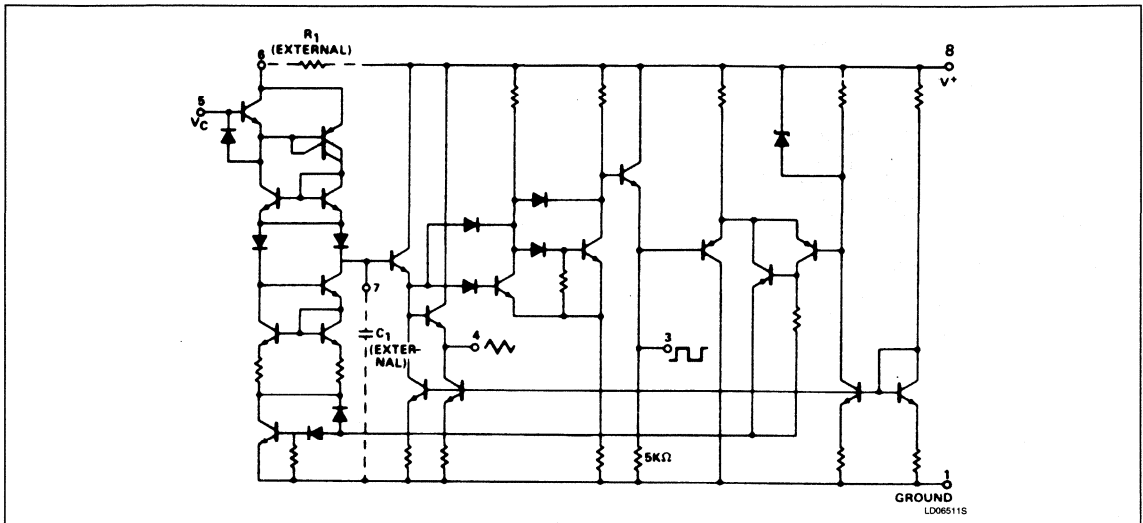 R1
(EXTERNAL)
6
8
V+
5
VC
7
C1
(EXTER-
NAL)
4
3
5KΩ
1
GROUND
LD06511S